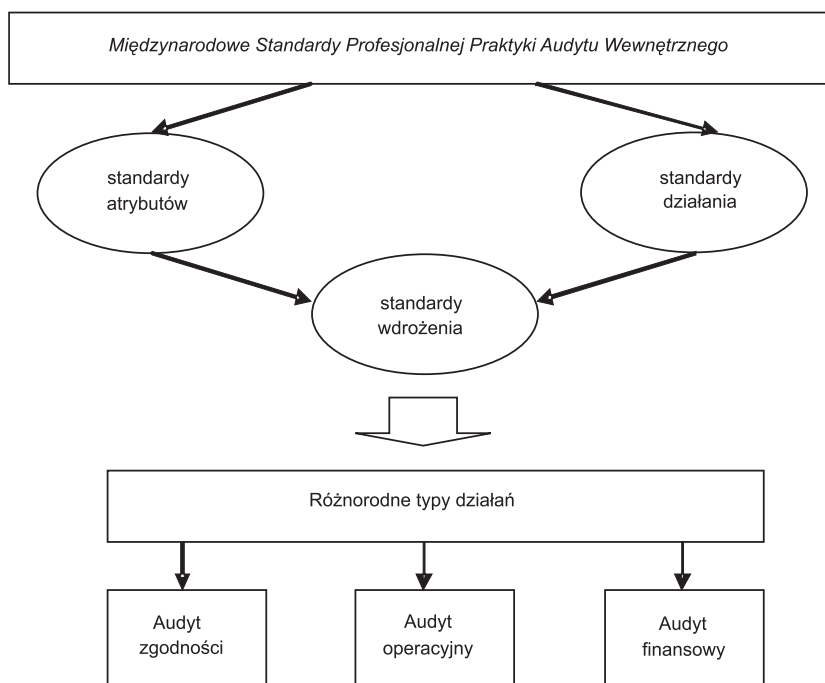 Międzynarodowe Standardy Profesjonalnej Praktyki Audytu Wewnętrznego
standardy
atrybutów
standardy
działania
standardy
wdrożenia
Różnorodne typy działań
Audyt
zgodności
Audyt
operacyjny
Audyt
finansowy